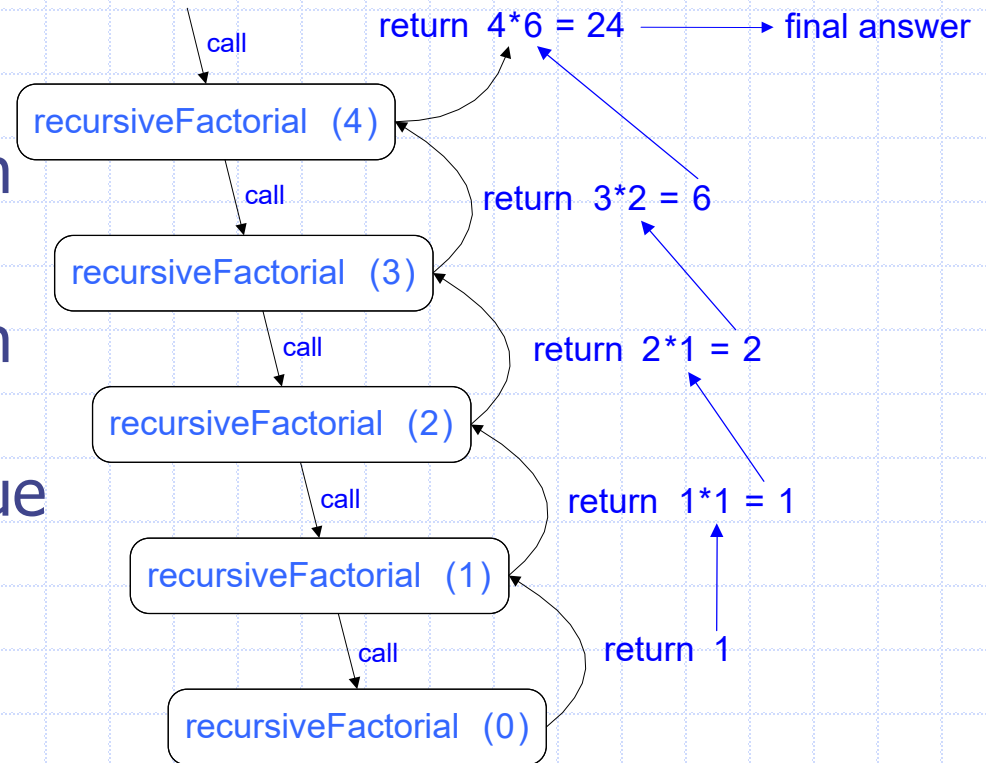 call
return 4*6 = 24
final answer
recursiveFactorial (4)
call
return 3*2 = 6
recursiveFactorial (3)
call
return 2*1 = 2
recursiveFactorial (2)
call
return 1*1 = 1
recursiveFactorial (1)
call
return 1
recursiveFactorial (0)